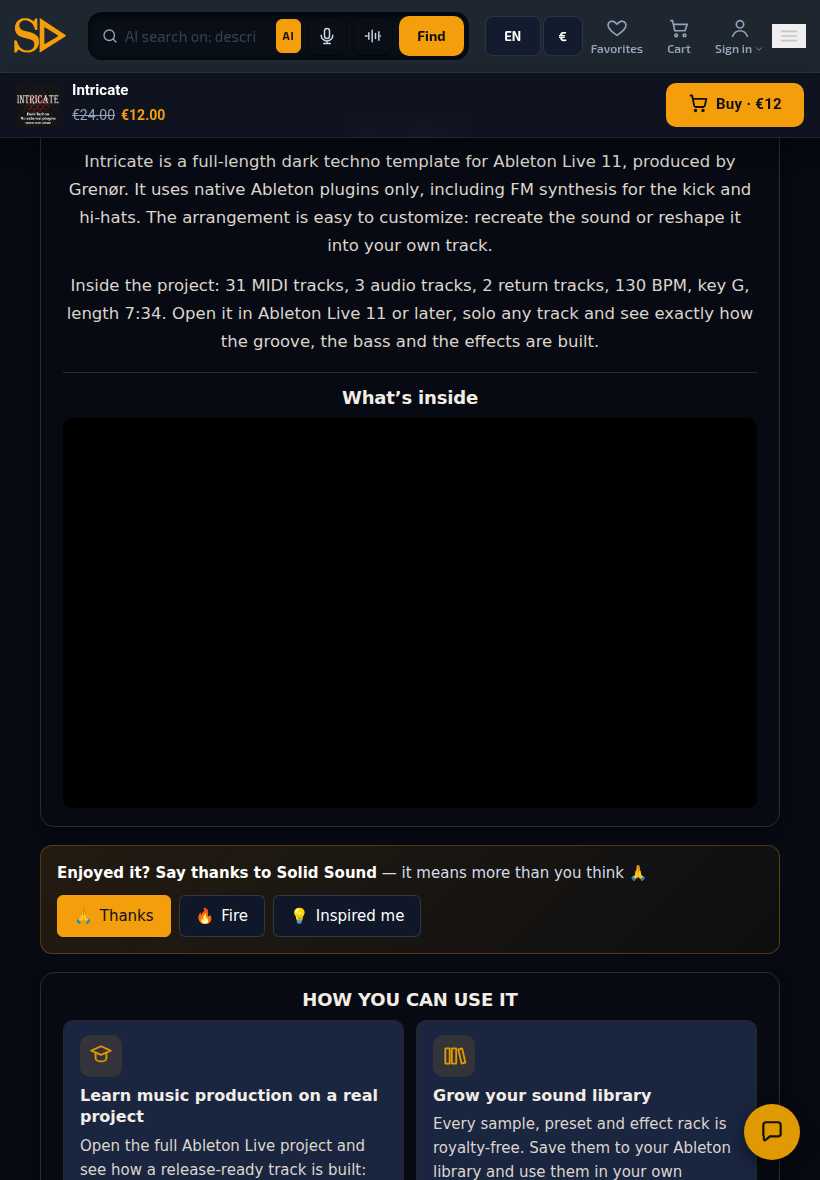 AI search on: descri
AI
Find
EN
€
Favorites
Cart
Sign in
INTRICATE
Intricate
€24.00 €12.00
Buy · €12
Intricate is a full-length dark techno template for Ableton Live 11, produced by
Grenør. It uses native Ableton plugins only, including FM synthesis for the kick and
hi-hats. The arrangement is easy to customize: recreate the sound or reshape it
into your own track.
Inside the project: 31 MIDI tracks, 3 audio tracks, 2 return tracks, 130 BPM, key G,
length 7:34. Open it in Ableton Live 11 or later, solo any track and see exactly how
the groove, the bass and the effects are built.
What’s inside
Enjoyed it? Say thanks to Solid Sound — it means more than you think 🙏
🙏 Thanks
🔥 Fire
💡 Inspired me
HOW YOU CAN USE IT
Learn music production on a real
project
Open the full Ableton Live project and
see how a release-ready track is built:
Grow your sound library
Every sample, preset and effect rack is
royalty-free. Save them to your Ableton
library and use them in your own